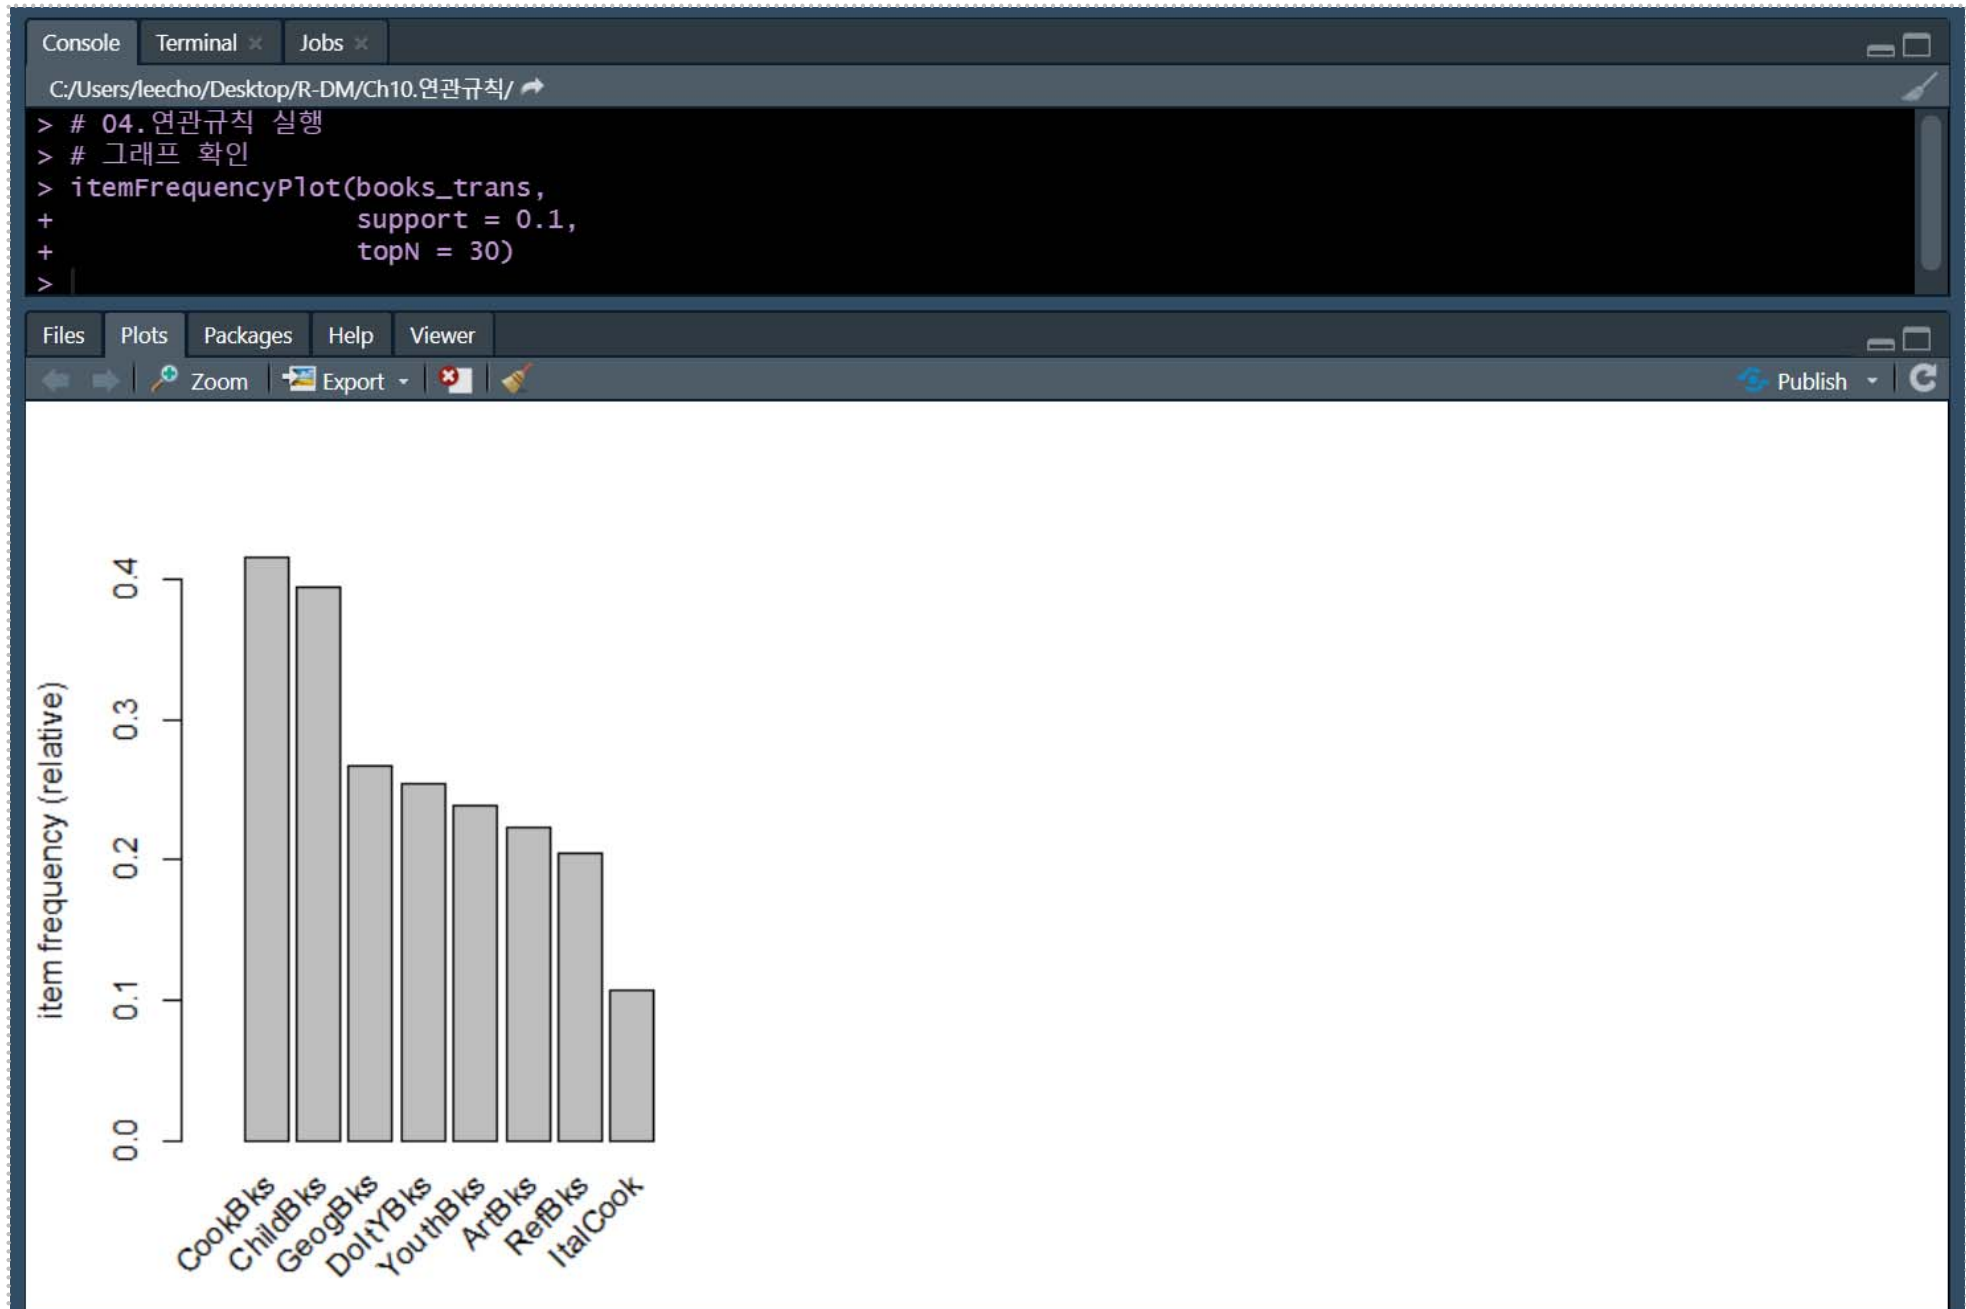 Console Terminal Jobs
C:/Users/leecho/Desktop/R-DM/Ch10.연관규칙/
> # 04.연관규칙 실행
> # 그래프 확인
> itemFrequencyPlot(books_trans,
+ support = 0.1,
+ topN = 30)
>
Files Plots Packages Help Viewer
Zoom Export Publish
item frequency (relative)
0.4
0.3
0.2
0.1
0.0
CookBks
ChildBks
GeogBks
DoItYBks
YouthBks
ArtBks
RefBks
ItalCook